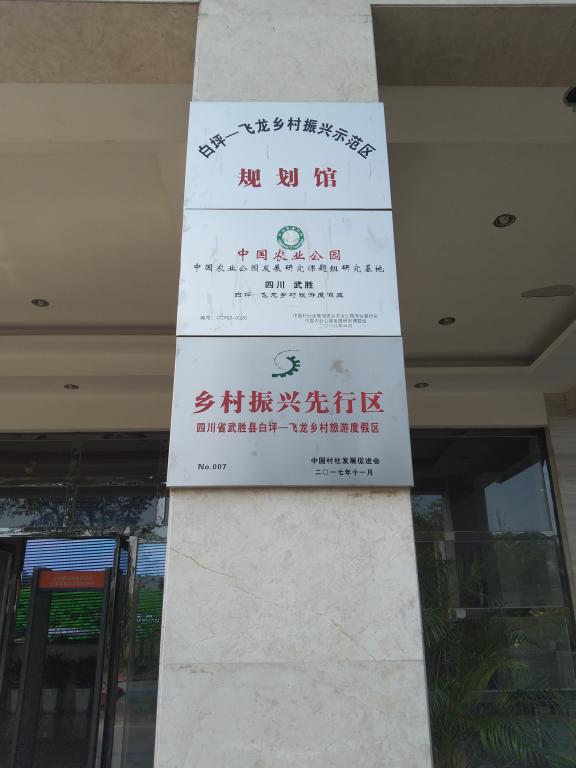 白坪—飞龙乡村振兴示范区
规划馆
中国农业公园
中国农业公园发展研究课题组研究基地
四川 武胜
白坪—飞龙乡村旅游度假区
乡村振兴先行区
四川省武胜县白坪—飞龙乡村旅游度假区
No.007
中国村社发展促进会
二〇一七年十一月